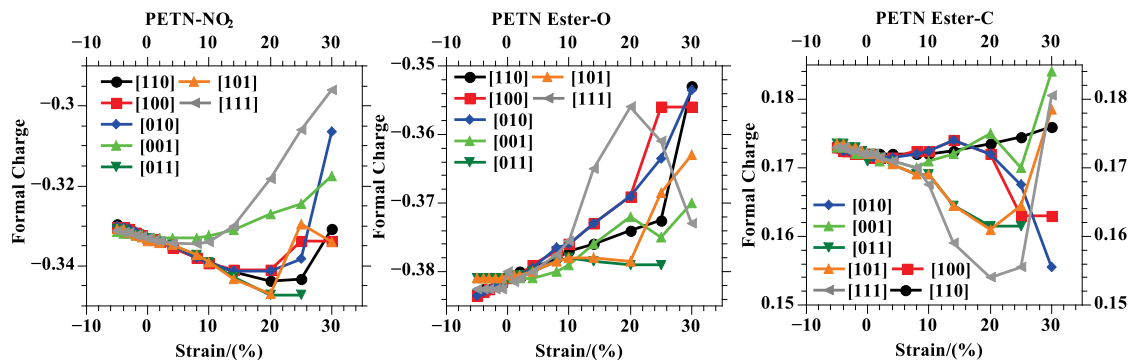 PETN-NO2
−10 0 10 20 30
[110] [101]
[100] [111]
[010]
[001]
[011]
−0.3
−0.32
−0.34
Formal Charge
−10 0 10 20 30
Strain/(%)
PETN Ester-O
−10 0 10 20 30
−0.35
[110] [101]
[100] [111]
[010]
[001]
[011]
−0.36
−0.37
−0.38
Formal Charge
−10 0 10 20 30
Strain/(%)
PETN Ester-C
−10 0 10 20 30
0.18 0.18
0.17 0.17
0.16 0.16
0.15 0.15
Formal Charge
[010]
[001]
[011]
[101] [100]
[111] [110]
−10 0 10 20 30
Strain/(%)